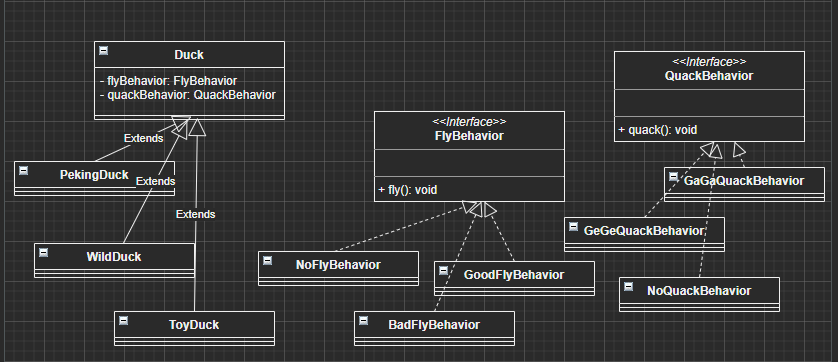 Duck
- flyBehavior: FlyBehavior
- quackBehavior: QuackBehavior
Extends
PekingDuck
Extends
Extends
WildDuck
ToyDuck
<<Interface>>
FlyBehavior
+ fly(): void
NoFlyBehavior
GoodFlyBehavior
BadFlyBehavior
<<Interface>>
QuackBehavior
+ quack(): void
GaGaQuackBehavior
GeGeQuackBehavior
NoQuackBehavior